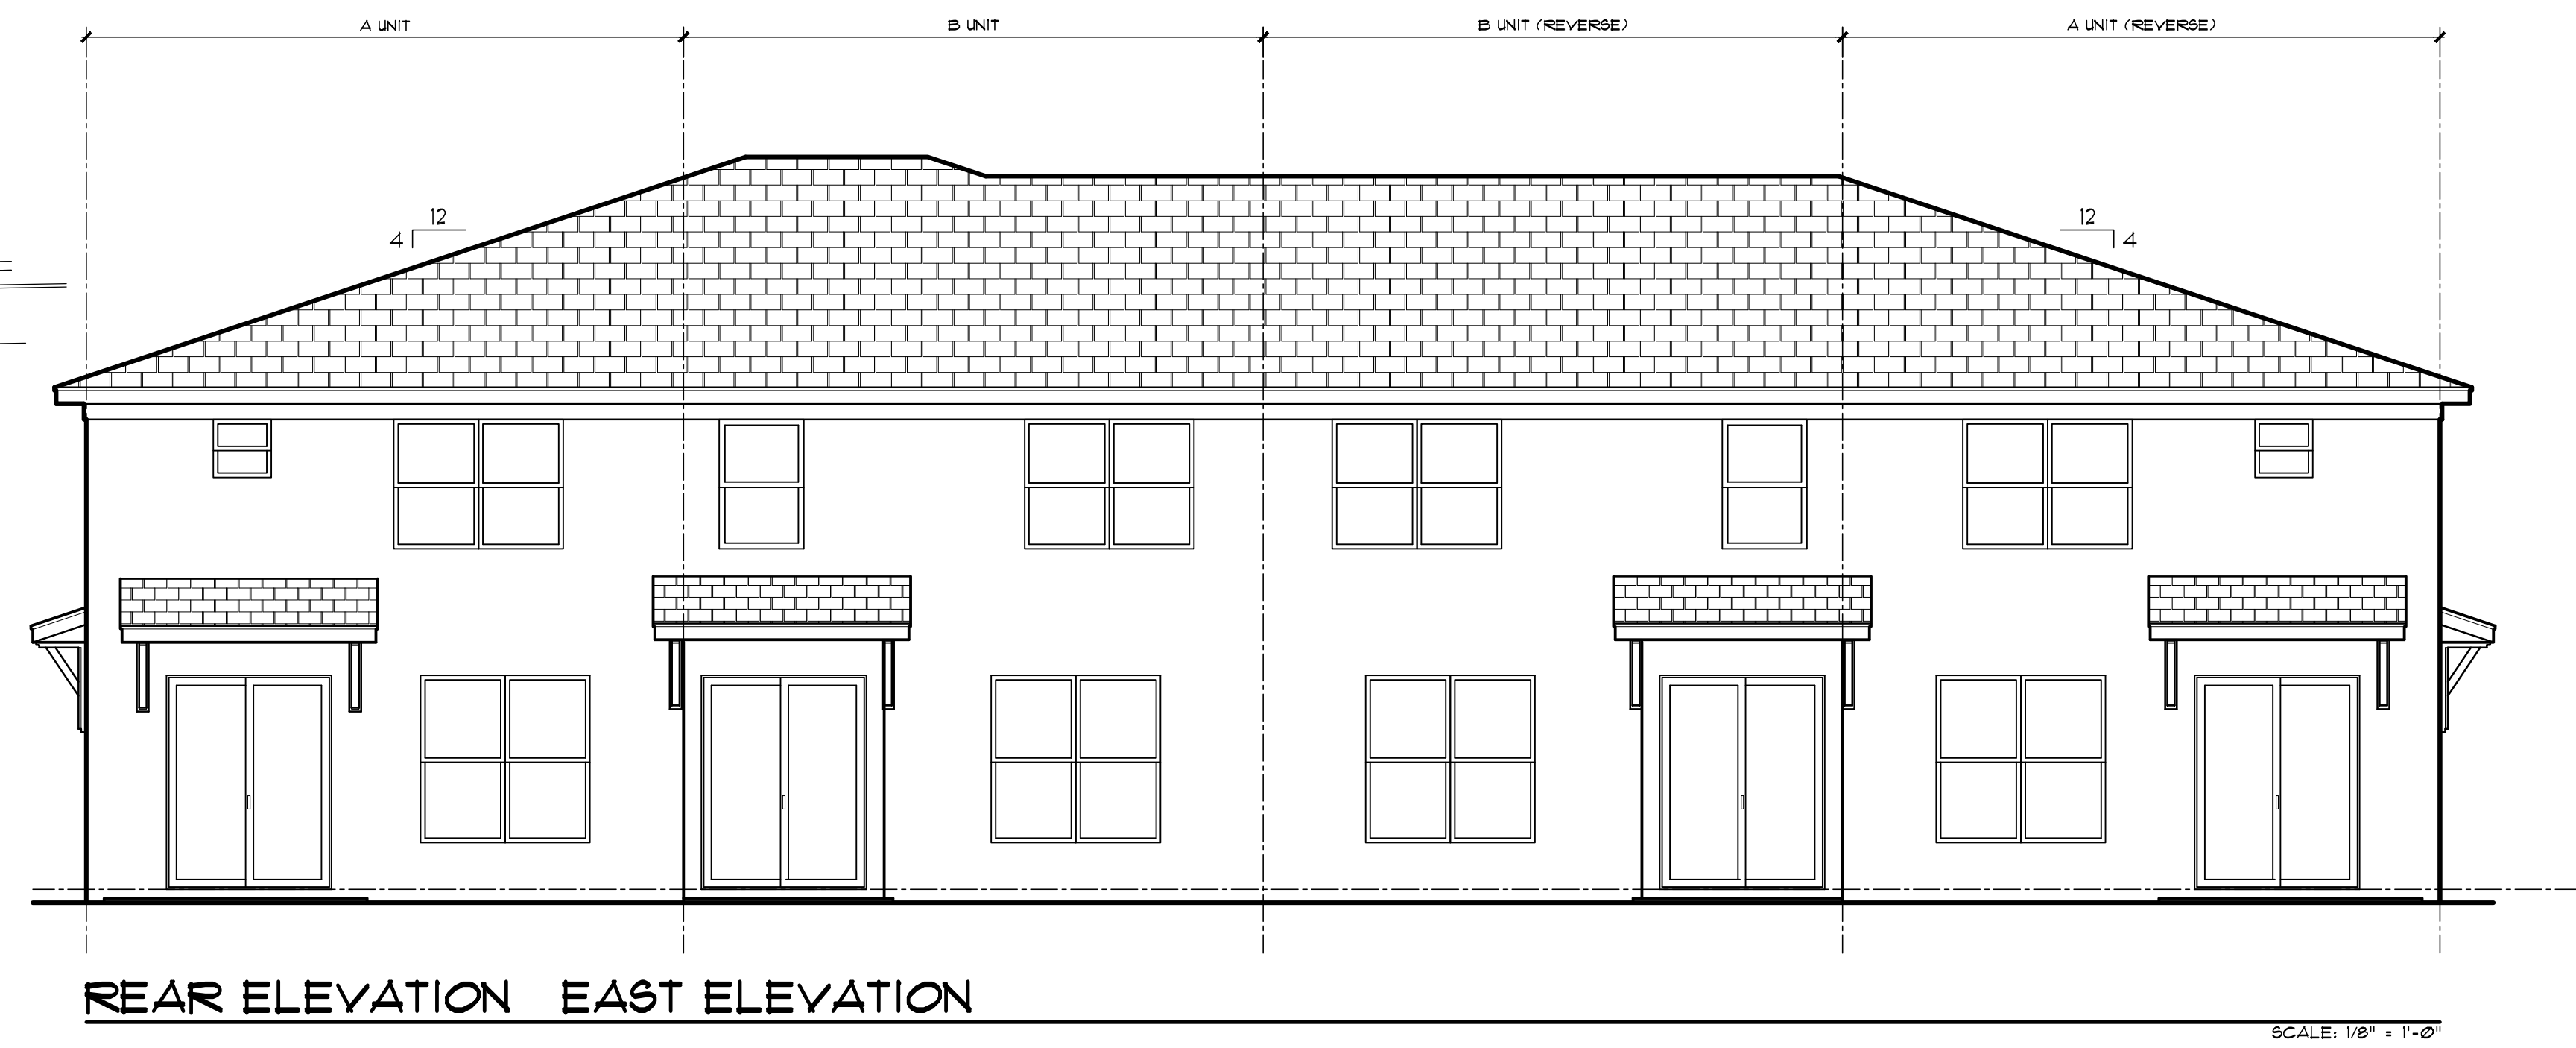 A UNIT
B UNIT
B UNIT (REVERSE)
A UNIT (REVERSE)
12
4
12
4
REAR ELEVATION EAST ELEVATION
SCALE: 1/8" = 1'-0"